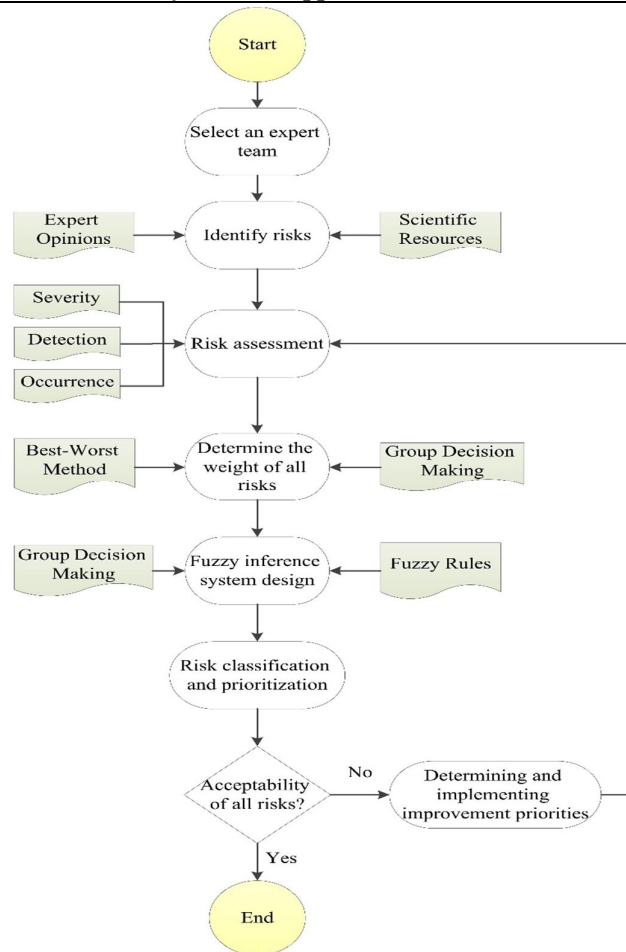 Start
Select an expert
team
Expert
Opinions
Identify risks
Scientific
Resources
Severity
Detection
Occurrence
Risk assessment
Best-Worst
Method
Determine the
weight of all
risks
Group Decision
Making
Group Decision
Making
Fuzzy inference
system design
Fuzzy Rules
Risk classification
and prioritization
Acceptability
of all risks?
No
Determining and
implementing
improvement priorities
Yes
End